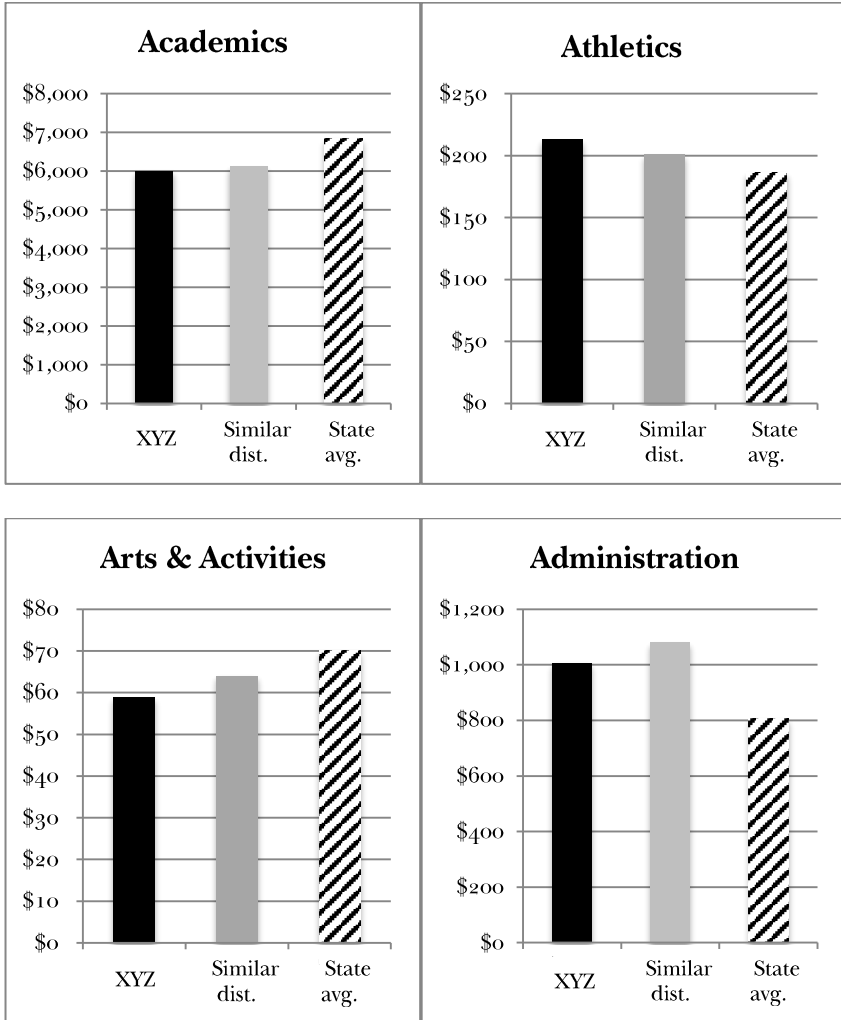 Academics
$8,000
$7,000
$6,000
$5,000
$4,000
$3,000
$2,000
$1,000
$0
XYZ
Similar
dist.
State
avg.
Athletics
$250
$200
$150
$100
$50
$0
XYZ
Similar
dist.
State
avg.
Arts & Activities
$80
$70
$60
$50
$40
$30
$20
$10
$0
XYZ
Similar
dist.
State
avg.
Administration
$1,200
$1,000
$800
$600
$400
$200
$0
XYZ
Similar
dist.
State
avg.